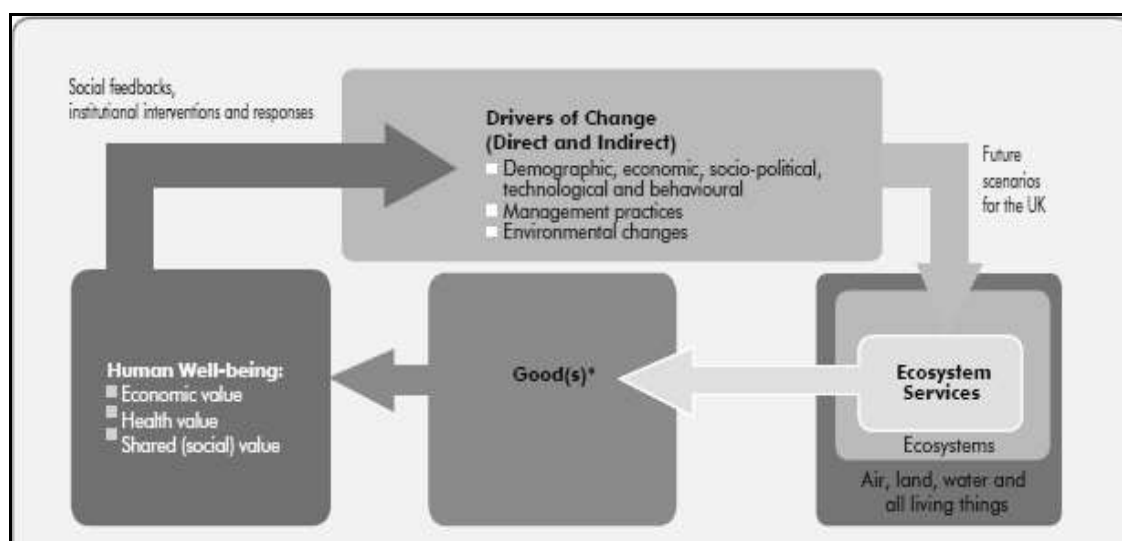 Social feedbacks,
institutional interventions and responses
Drivers of Change
(Direct and Indirect)
Demographic, economic, socio-political,
technological and behavioural
Management practices
Environmental changes
Future
scenarios
for the UK
Human Well-being:
Economic value
Health value
Shared (social) value
Good(s)*
Ecosystem
Services
Ecosystems
Air, land, water and
all living things